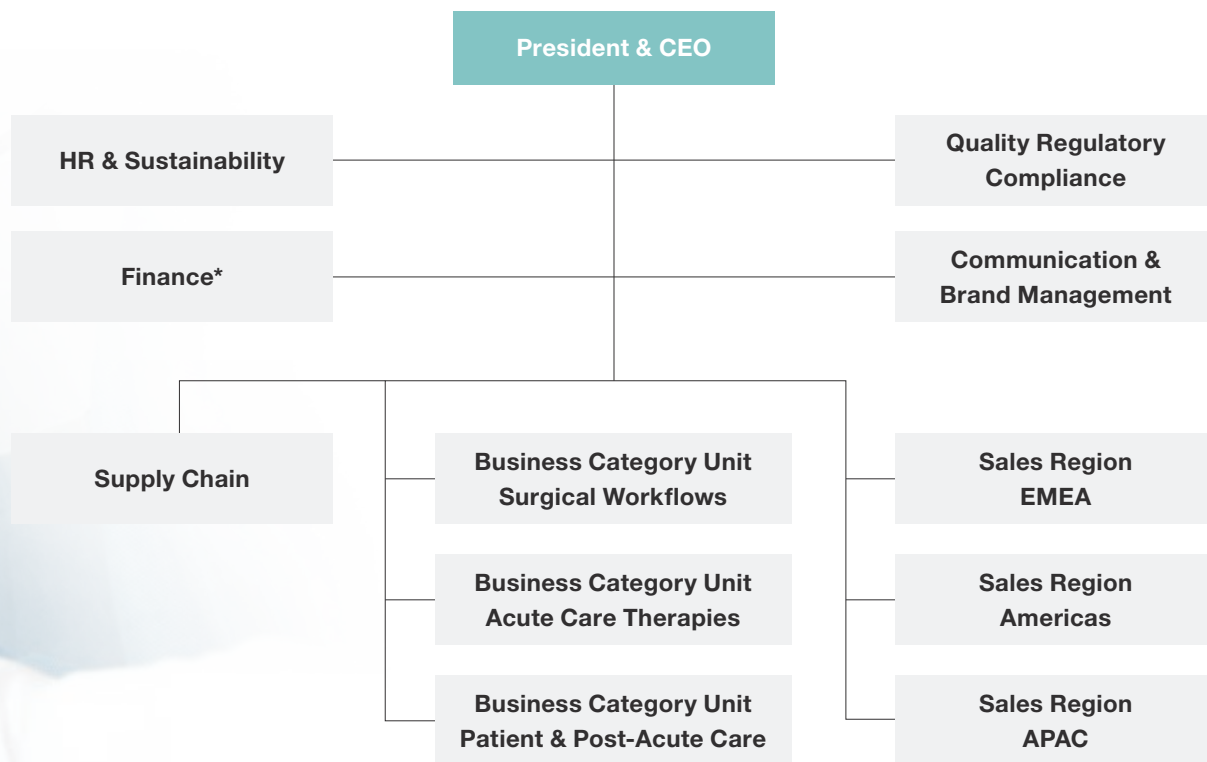 President & CEO
HR & Sustainability
Quality Regulatory
Compliance
Finance*
Communication &
Brand Management
Supply Chain
Business Category Unit
Surgical Workflows
Sales Region
EMEA
Business Category Unit
Acute Care Therapies
Sales Region
Americas
Business Category Unit
Patient & Post-Acute Care
Sales Region
APAC